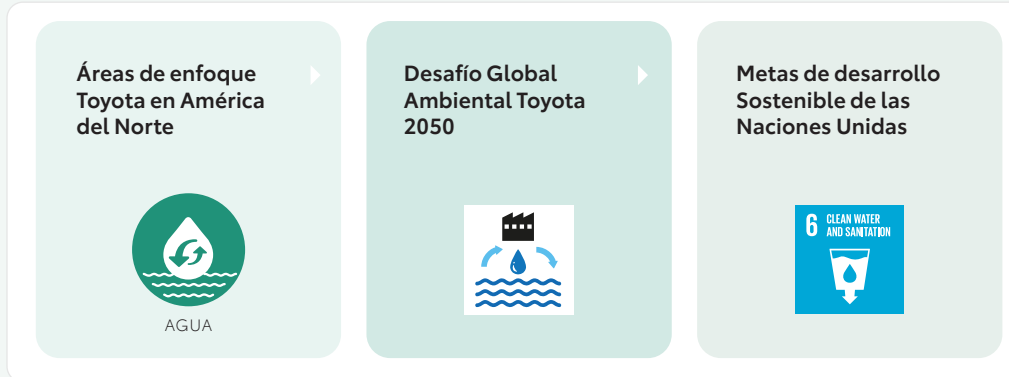 Áreas de enfoque
Toyota en América
del Norte
AGUA
Desafío Global
Ambiental Toyota
2050
Metas de desarrollo
Sostenible de las
Naciones Unidas
6 CLEAN WATER
AND SANITATION